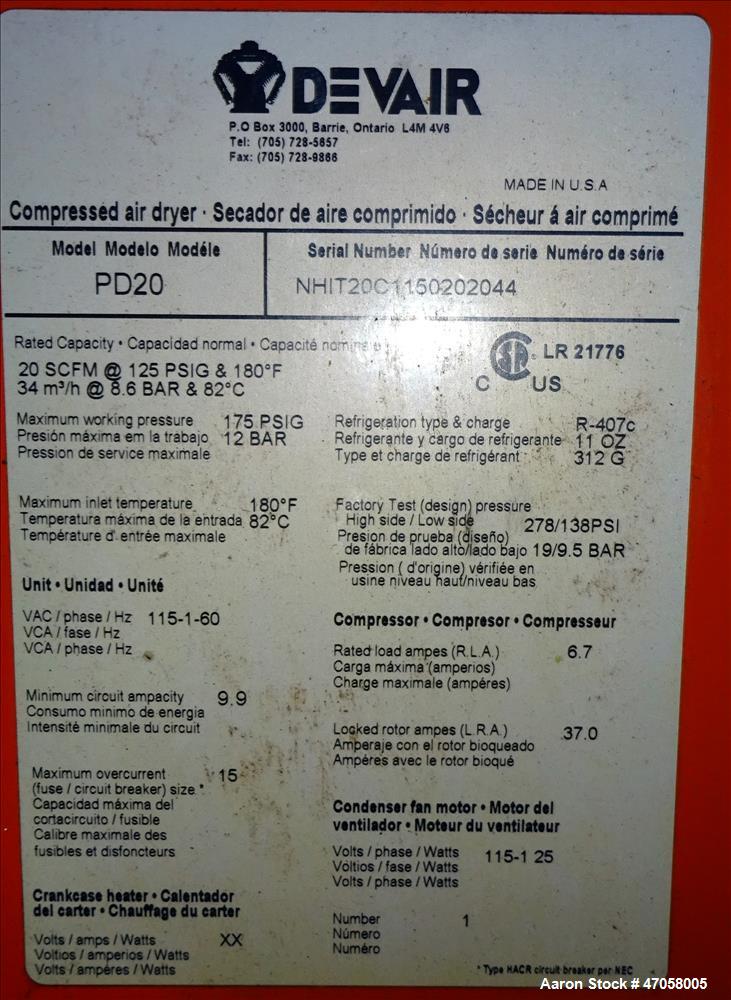 DEVAIR
P.O Box 3000, Barrie, Ontario L4M 4V6
Tel: (705) 728-5657
Fax: (705) 728-9866
MADE IN U.S.A
Compressed air dryer · Secador de aire comprimido · Sécheur á air comprimé
Model Modelo Modéle
PD20
Serial Number Número de serie Numéro de série
NHIT20C1150202044
Rated Capacity • Capacidad normal • Capacité nominale
20 SCFM @ 125 PSIG & 180°F
34 m³/h @ 8.6 BAR & 82°C
LR 21776
C US
Maximum working pressure 175 PSIG
Presión máxima em la trabajo 12 BAR
Pression de service maximale
Refrigeration type & charge R-407c
Refrigerante y cargo de refrigerante 11 OZ
Type et charge de refrigérant 312 G
Maximum inlet temperature 180°F
Temperatura máxima de la entrada 82°C
Température d'entrée maximale
Factory Test (design) pressure
High side / Low side 278/138PSI
Presion de prueba (diseño)
de fábrica lado alto/lado bajo 19/9.5 BAR
Pression ( d'origine) vérifiée en
usine niveau haut/niveau bas
Unit • Unidad • Unité
VAC / phase / Hz 115-1-60
VCA / fase / Hz
VCA / phase / Hz
Minimum circuit ampacity 9.9
Consumo minimo de energia
Intensité minimale du circuit
Maximum overcurrent 15
(fuse / circuit breaker) size *
Capacidad máxima del
cortacircuito / fusible
Calibre maximale des
fusibles et disfoncteurs
Crankcase heater • Calentador
del carter • Chauffage du carter
Volts / amps / Watts XX
Voltios / amperios / Watts
Volts / ampéres / Watts
Compressor • Compresor • Compresseur
Rated load ampes (R.L.A.) 6.7
Carga máxima (amperios)
Charge maximale (ampéres)
Locked rotor ampes (L.R.A.) 37.0
Amperaje con el rotor bioqueado
Ampéres avec le rotor bioqué
Condenser fan motor • Motor del
ventilador • Moteur du ventilateur
Volts / phase / Watts 115-1 25
Voltios / fase / Watts
Volts / phase / Watts
Number 1
Número
Numéro
* Type HACR circuit breaker per NEC
Aaron Stock # 47058005